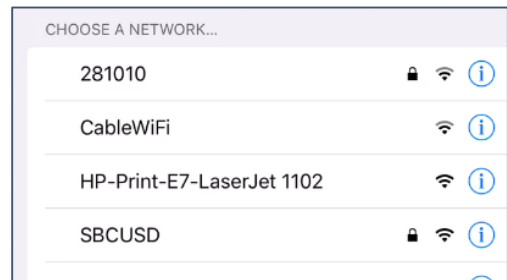 CHOOSE A NETWORK...
281010
CableWiFi
HP-Print-E7-LaserJet 1102
SBCUSD